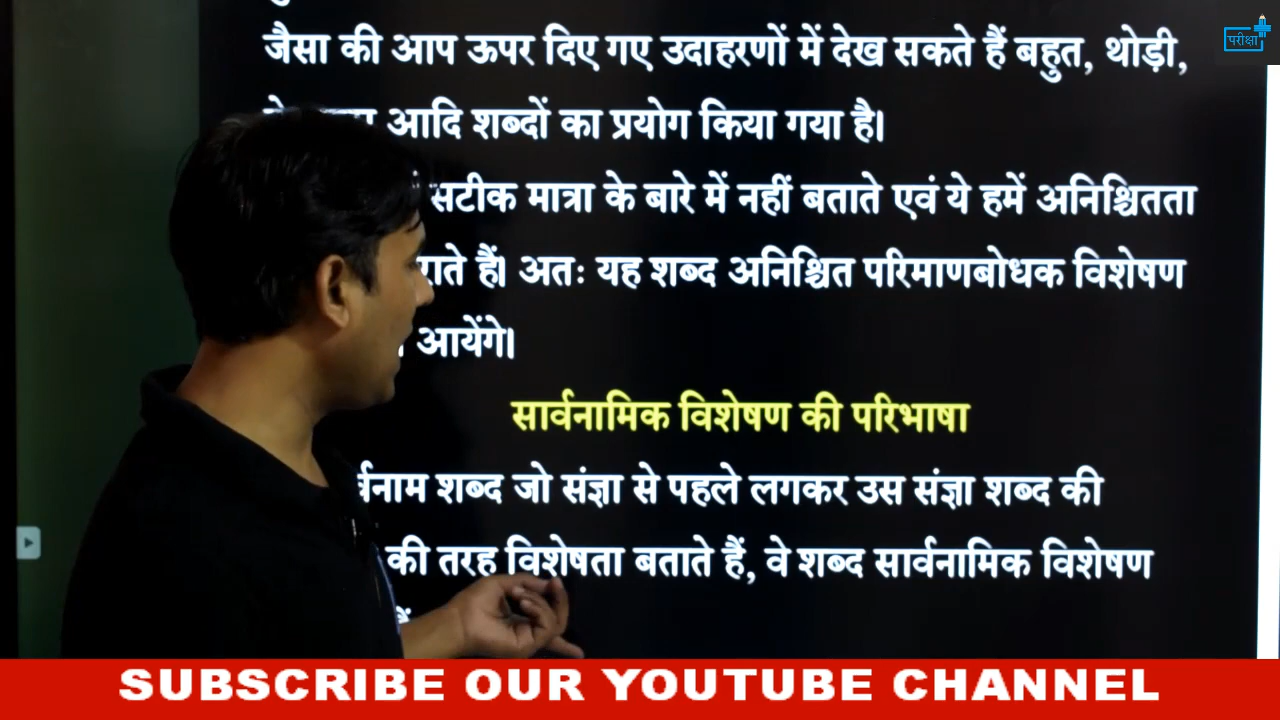 जैसा की आप ऊपर दिए गए उदाहरणों में देख सकते हैं बहुत, थोड़ी,
आदि शब्दों का प्रयोग किया गया है।
सटीक मात्रा के बारे में नहीं बताते एवं ये हमें अनिश्चितता
हैं। अतः यह शब्द अनिश्चित परिमाणबोधक विशेषण
आयेंगे।
सार्वनामिक विशेषण की परिभाषा
शब्द जो संज्ञा से पहले लगकर उस संज्ञा शब्द की
की तरह विशेषता बताते हैं, वे शब्द सार्वनामिक विशेषण
परीक्षा
SUBSCRIBE OUR YOUTUBE CHANNEL